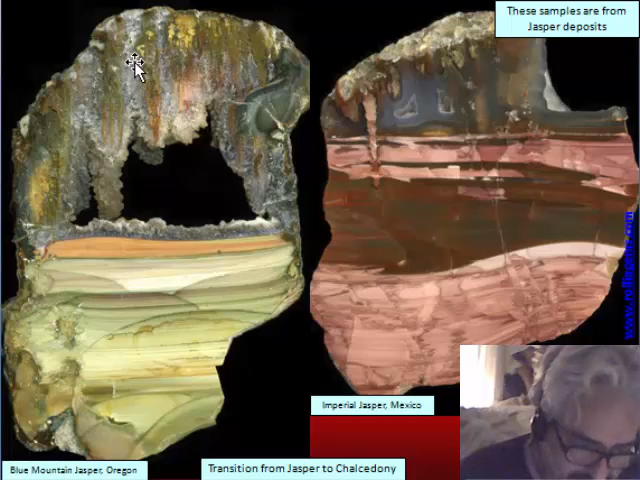 These samples are from
Jasper deposits
Imperial Jasper, Mexico
Blue Mountain Jasper, Oregon
Transition from Jasper to Chalcedony